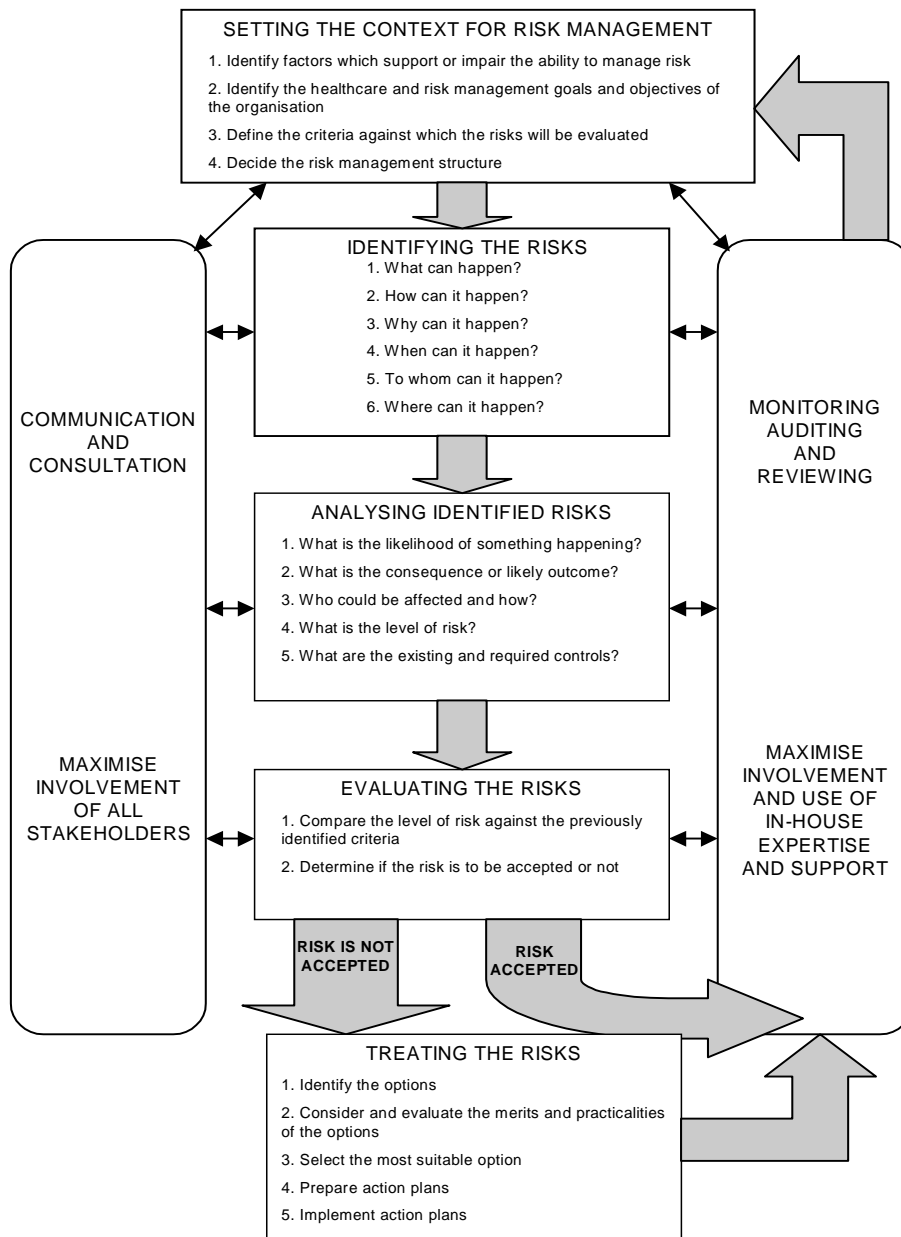 SETTING THE CONTEXT FOR RISK MANAGEMENT
1. Identify factors which support or impair the ability to manage risk
2. Identify the healthcare and risk management goals and objectives of
the organisation
3. Define the criteria against which the risks will be evaluated
4. Decide the risk management structure
IDENTIFYING THE RISKS
1. What can happen?
2. How can it happen?
3. Why can it happen?
4. When can it happen?
5. To whom can it happen?
6. Where can it happen?
COMMUNICATION
AND
CONSULTATION
MONITORING
AUDITING
AND
REVIEWING
ANALYSING IDENTIFIED RISKS
1. What is the likelihood of something happening?
2. What is the consequence or likely outcome?
3. Who could be affected and how?
4. What is the level of risk?
5. What are the existing and required controls?
MAXIMISE
INVOLVEMENT
OF ALL
STAKEHOLDERS
MAXIMISE
INVOLVEMENT
AND USE OF
IN-HOUSE
EXPERTISE
AND SUPPORT
EVALUATING THE RISKS
1. Compare the level of risk against the previously
identified criteria
2. Determine if the risk is to be accepted or not
RISK IS NOT
ACCEPTED
RISK
ACCEPTED
TREATING THE RISKS
1. Identify the options
2. Consider and evaluate the merits and practicalities
of the options
3. Select the most suitable option
4. Prepare action plans
5. Implement action plans